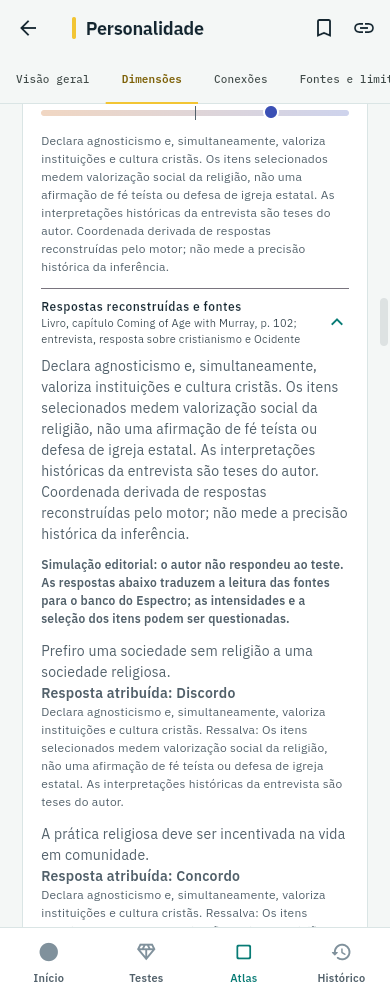 Personalidade
Visão geral
Dimensões
Conexões
Fontes e limit
Declara agnosticismo e, simultaneamente, valoriza
instituições e cultura cristãs. Os itens selecionados
medem valorização social da religião, não uma
afirmação de fé teísta ou defesa de igreja estatal. As
interpretações históricas da entrevista são teses do
autor. Coordenada derivada de respostas
reconstruídas pelo motor; não mede a precisão
histórica da inferência.
Respostas reconstruídas e fontes
Livro, capítulo Coming of Age with Murray, p. 102;
entrevista, resposta sobre cristianismo e Ocidente
Declara agnosticismo e, simultaneamente,
valoriza instituições e cultura cristãs. Os itens
selecionados medem valorização social da
religião, não uma afirmação de fé teísta ou
defesa de igreja estatal. As interpretações
históricas da entrevista são teses do autor.
Coordenada derivada de respostas
reconstruídas pelo motor; não mede a precisão
histórica da inferência.
Simulação editorial: o autor não respondeu ao teste.
As respostas abaixo traduzem a leitura das fontes
para o banco do Espectro; as intensidades e a
seleção dos itens podem ser questionadas.
Prefiro uma sociedade sem religião a uma
sociedade religiosa.
Resposta atribuída: Discordo
Declara agnosticismo e, simultaneamente, valoriza
instituições e cultura cristãs. Ressalva: Os itens
selecionados medem valorização social da religião,
não uma afirmação de fé teísta ou defesa de igreja
estatal. As interpretações históricas da entrevista são
teses do autor.
A prática religiosa deve ser incentivada na vida
em comunidade.
Resposta atribuída: Concordo
Declara agnosticismo e, simultaneamente, valoriza
instituições e cultura cristãs. Ressalva: Os itens
Início
Testes
Atlas
Histórico